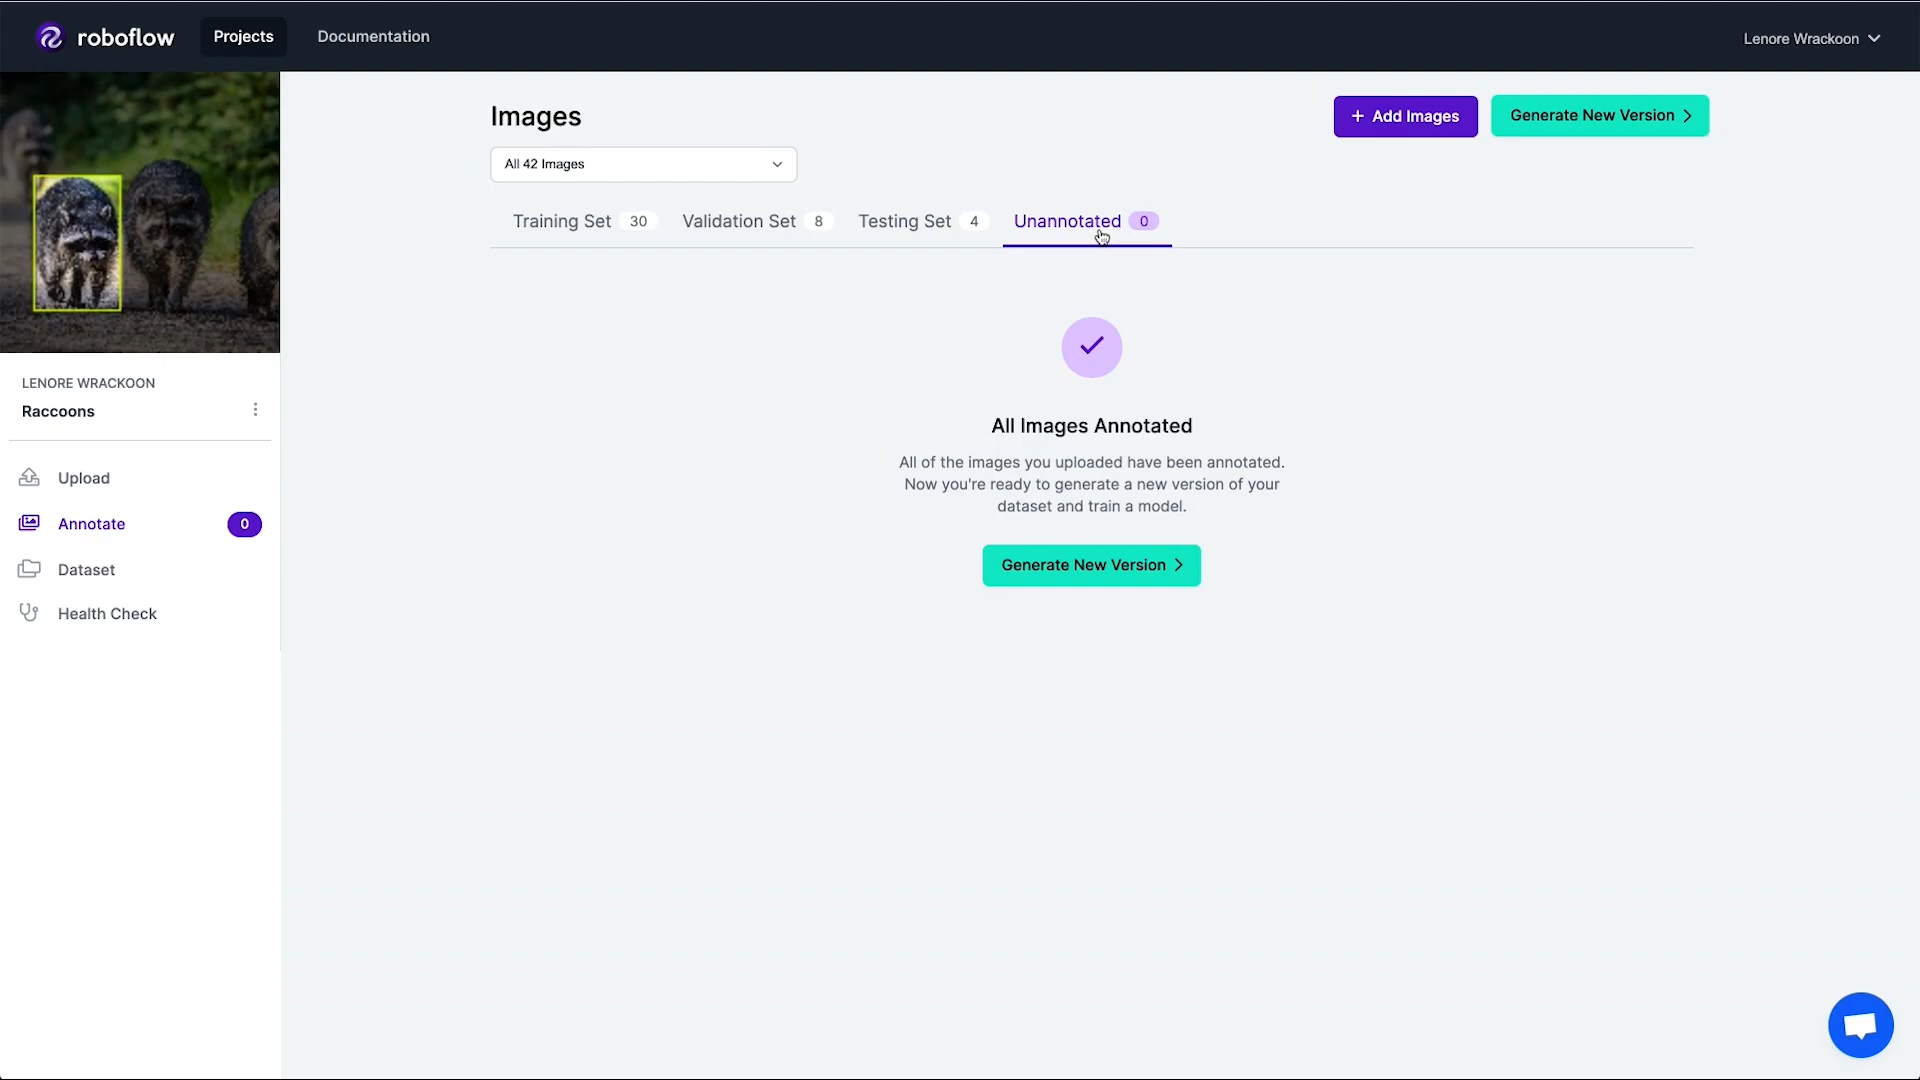 roboflow
Projects
Documentation
Lenore Wrackoon
Images
+ Add Images
Generate New Version
All 42 Images
Training Set 30
Validation Set 8
Testing Set 4
Unannotated 0
LENORE WRACKOON
Raccoons
Upload
Annotate 0
Dataset
Health Check
All Images Annotated
All of the images you uploaded have been annotated.
Now you're ready to generate a new version of your
dataset and train a model.
Generate New Version